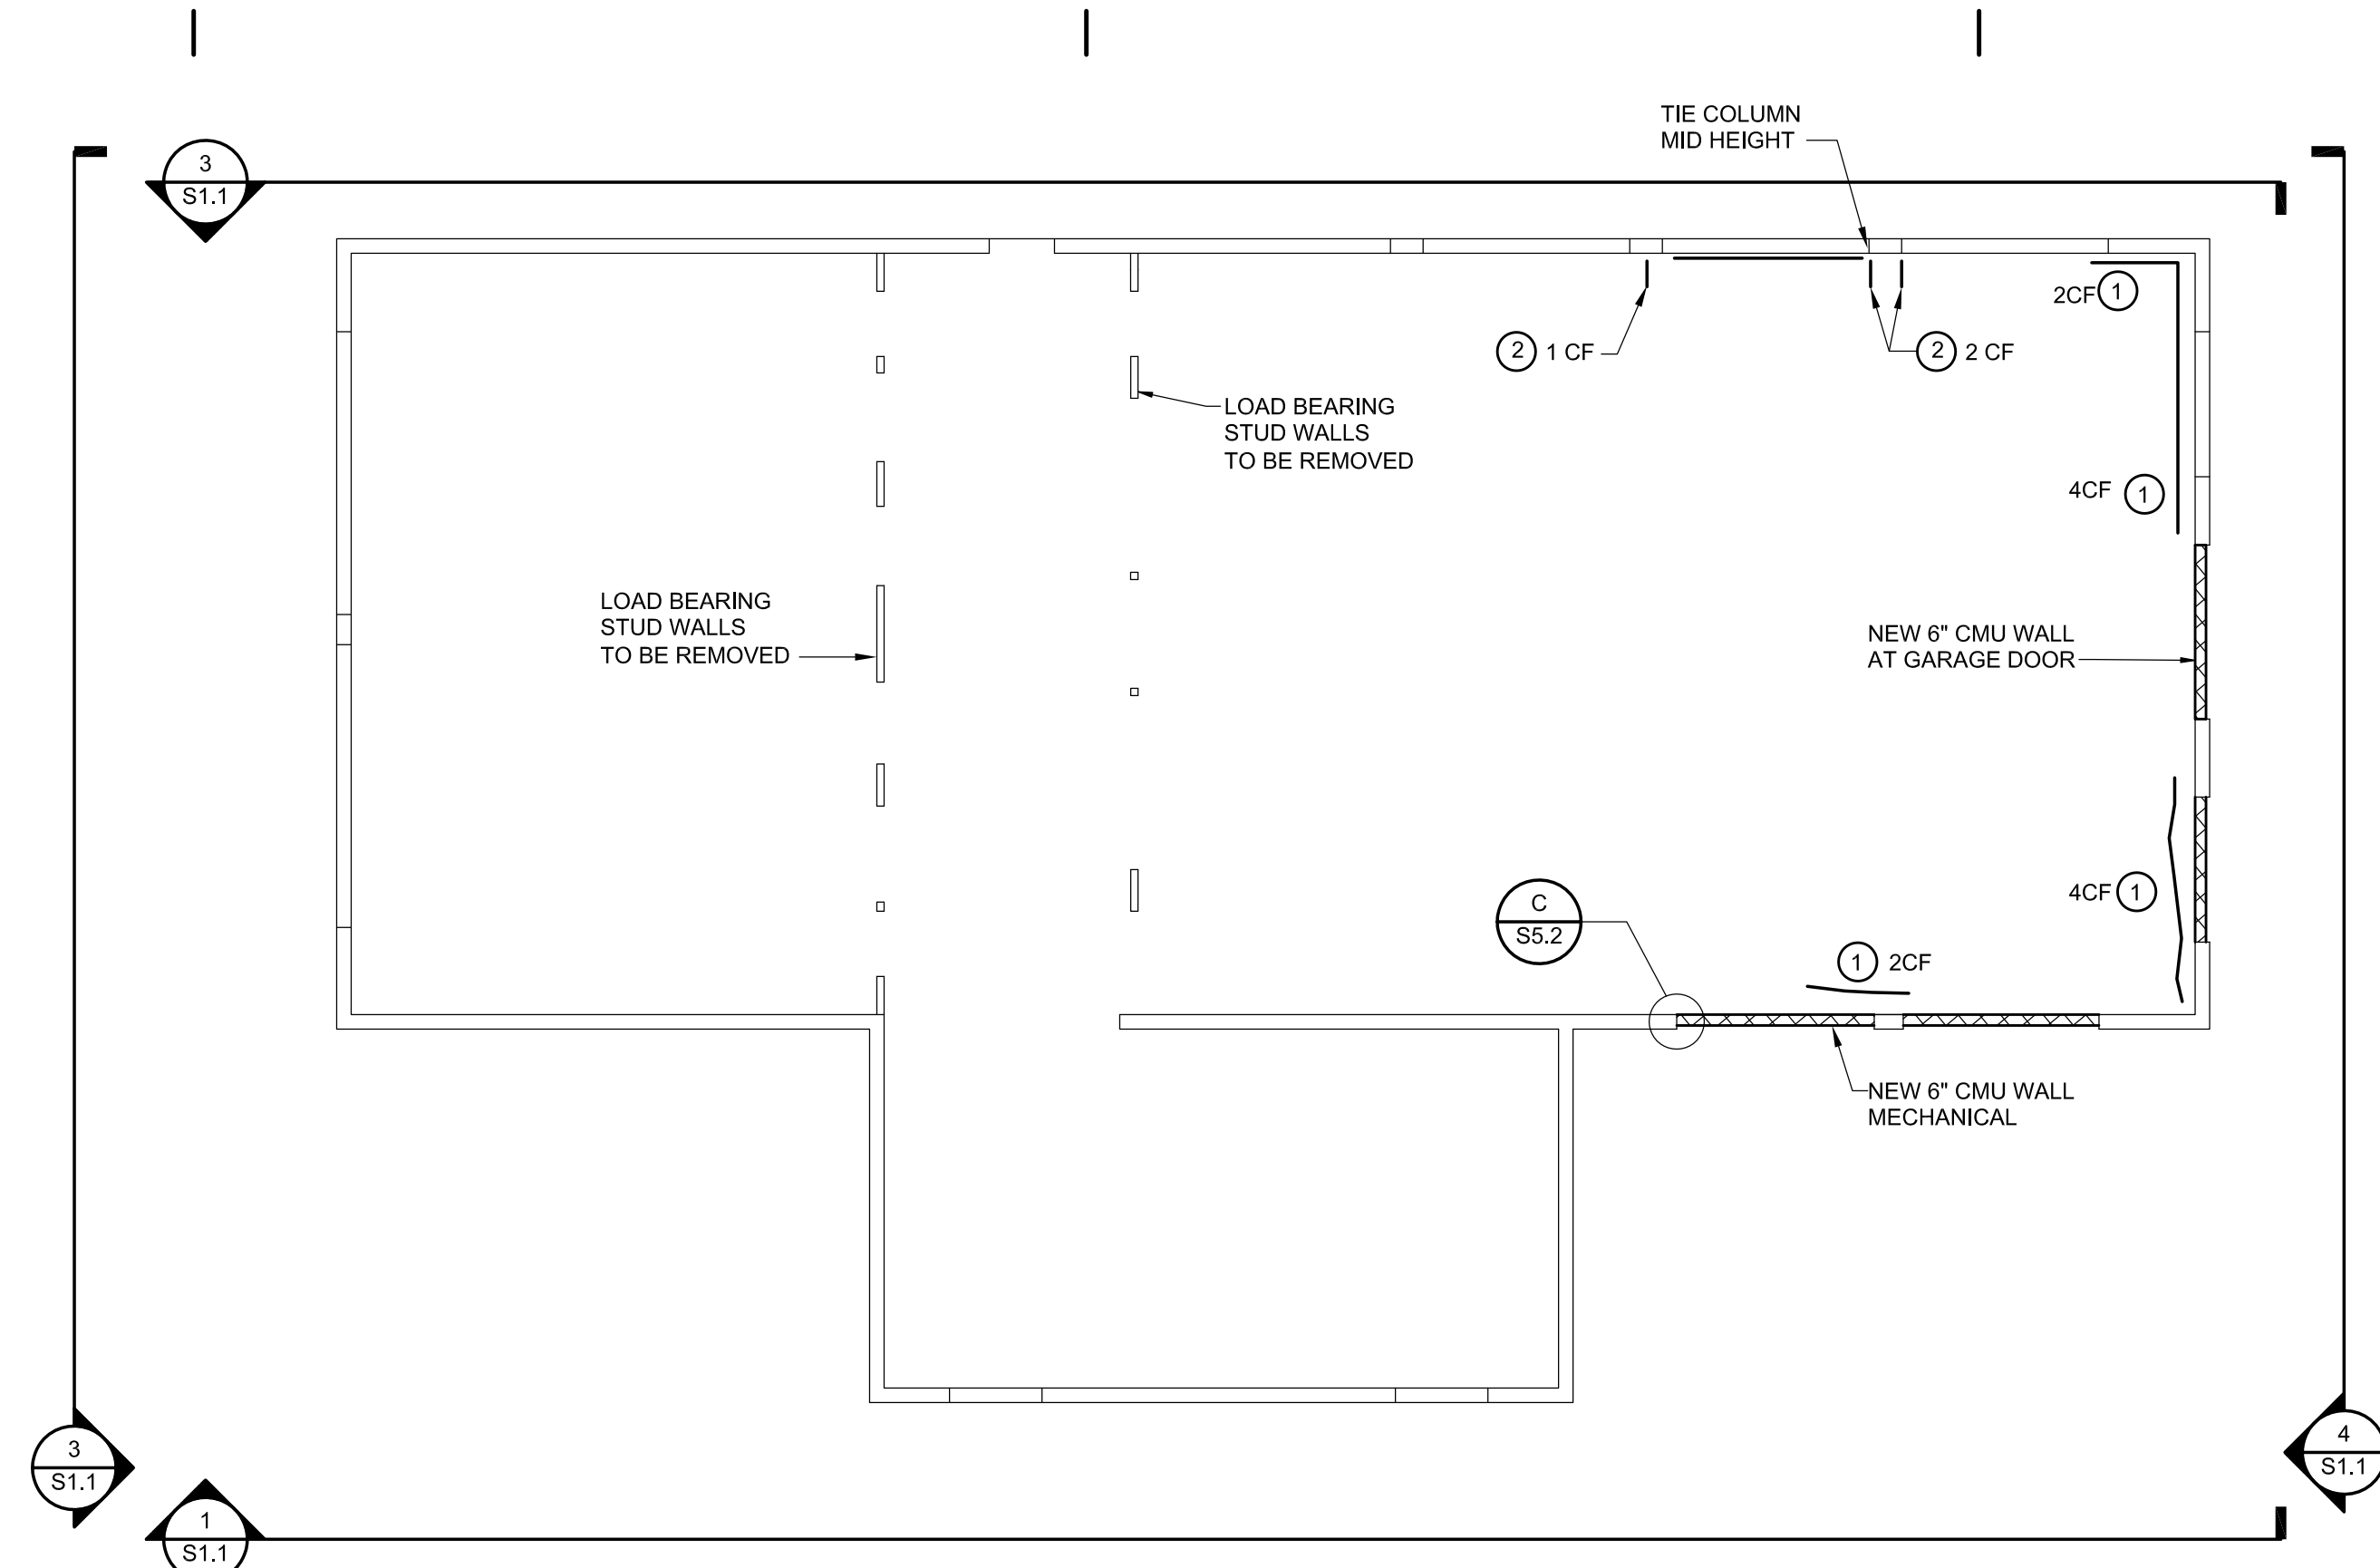 TIE COLUMN
MID HEIGHT
3
S1.1
2CF 1
2 1 CF
2 2 CF
LOAD BEARING
STUD WALLS
TO BE REMOVED
4CF 1
LOAD BEARING
STUD WALLS
TO BE REMOVED
NEW 6" CMU WALL
AT GARAGE DOOR
4CF 1
C
S5.2
1 2CF
NEW 6" CMU WALL
MECHANICAL
3
S1.1
4
S1.1
1
S1.1